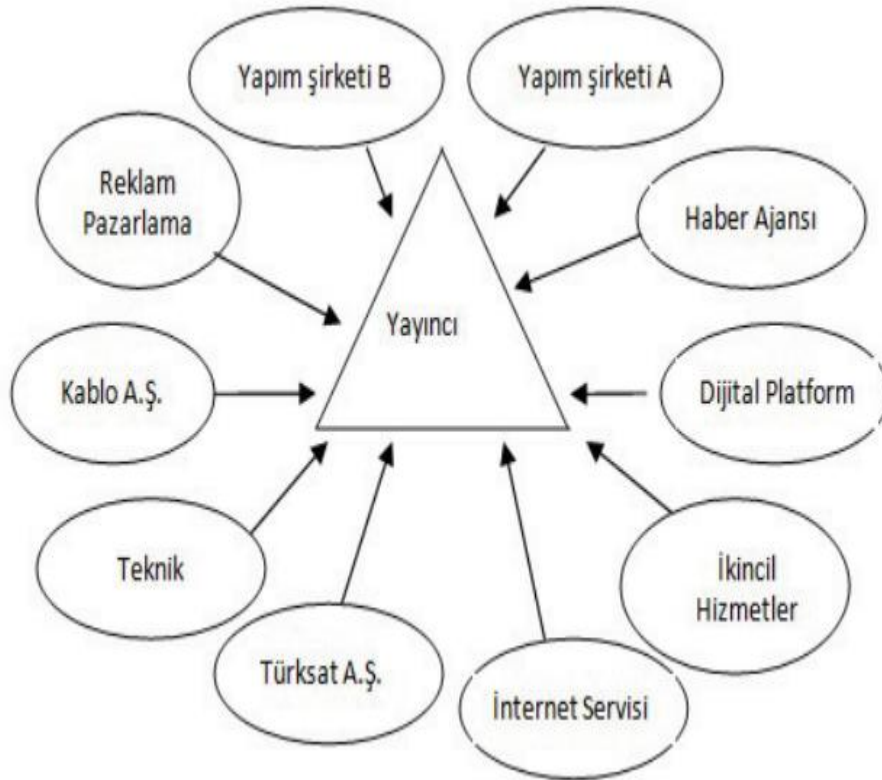 Yapım şirketi B
Yapım şirketi A
Reklam
Pazarlama
Haber Ajansı
Yayıncı
Kablo A.Ş.
Dijital Platform
Teknik
İkincil
Hizmetler
Türksat A.Ş.
İnternet Servisi